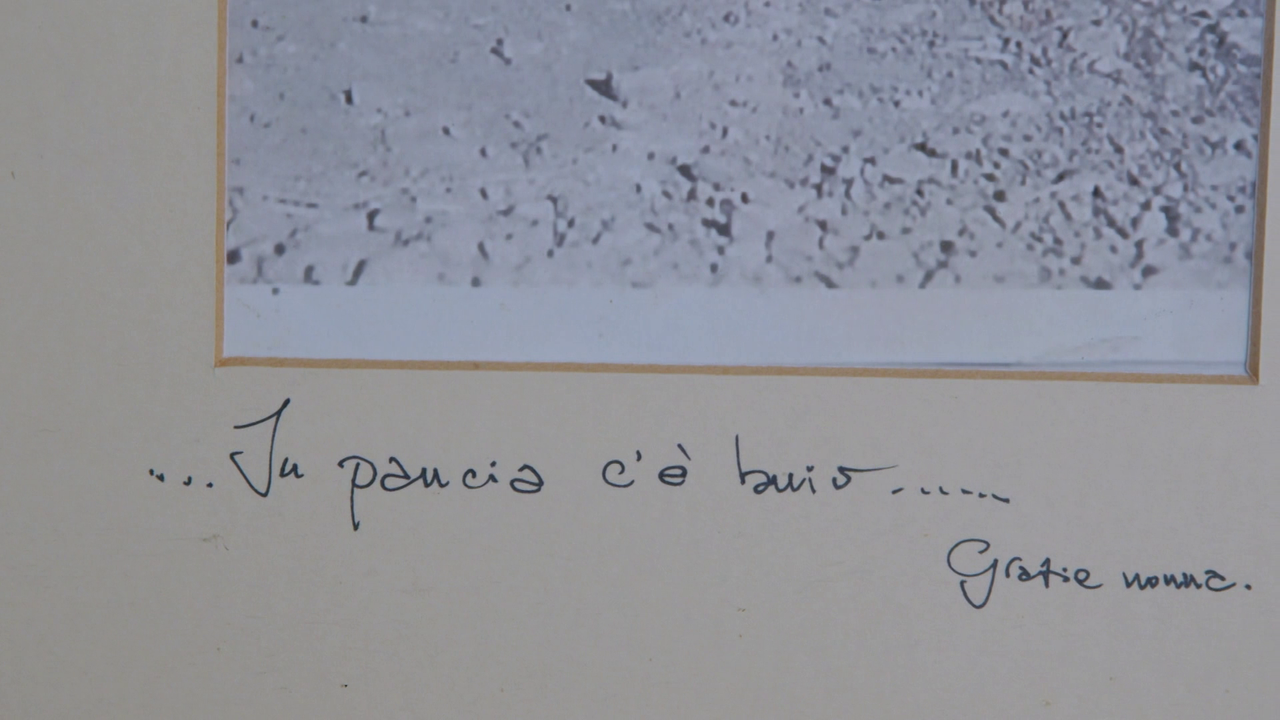 ....In pancia c'è buio......
Grazie nonna.